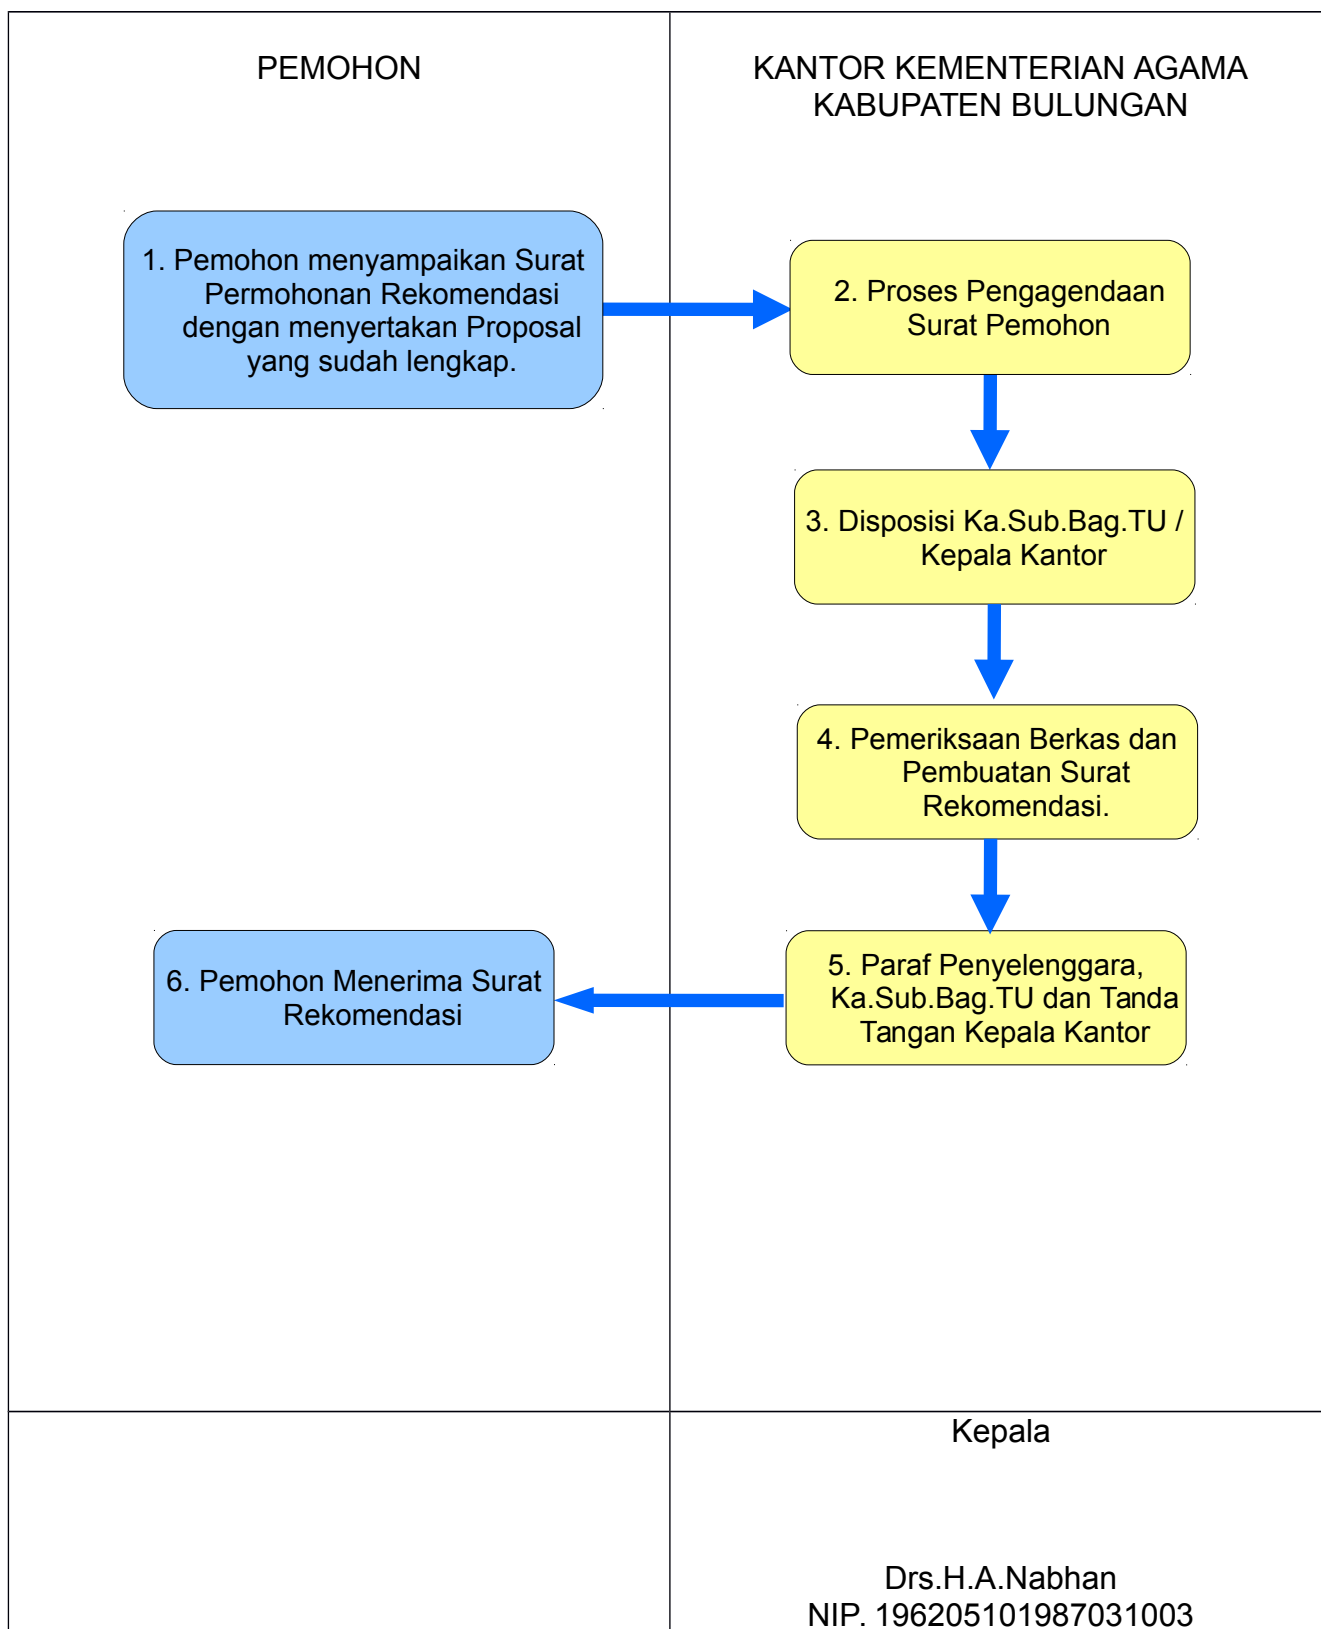 PEMOHON
KANTOR KEMENTERIAN AGAMA
KABUPATEN BULUNGAN
1. Pemohon menyampaikan Surat
Permohonan Rekomendasi
dengan menyertakan Proposal
yang sudah lengkap.
2. Proses Pengagendaan
Surat Pemohon
3. Disposisi Ka.Sub.Bag.TU /
Kepala Kantor
4. Pemeriksaan Berkas dan
Pembuatan Surat
Rekomendasi.
5. Paraf Penyelenggara,
Ka.Sub.Bag.TU dan Tanda
Tangan Kepala Kantor
6. Pemohon Menerima Surat
Rekomendasi
Kepala
Drs.H.A.Nabhan
NIP. 196205101987031003